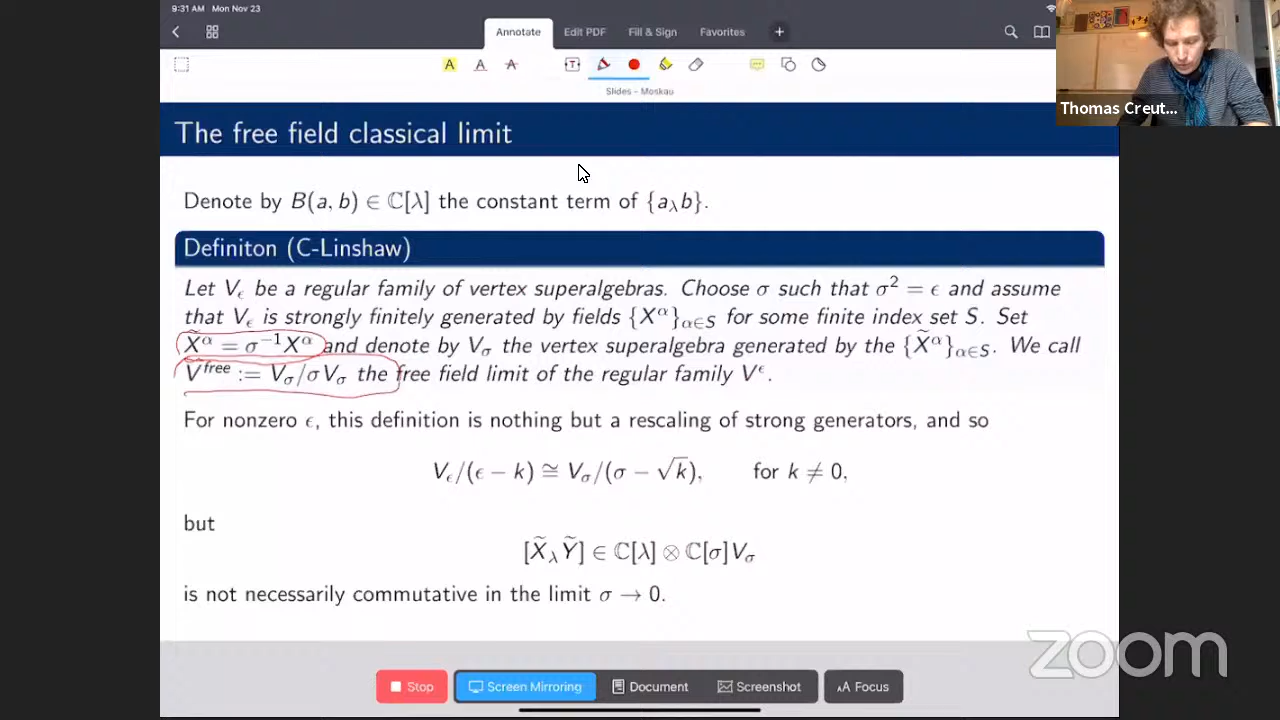 9:31 AM Mon Nov 23
Annotate Edit PDF Fill & Sign Favorites +
A A A T
Slides – Moskau
Thomas Creut...
The free field classical limit
Denote by B(a, b) ∈ ℂ[λ] the constant term of {a_λ b}.
Definiton (C-Linshaw)
Let V_ϵ be a regular family of vertex superalgebras. Choose σ such that σ² = ϵ and assume
that V_ϵ is strongly finitely generated by fields {X^α}_{α∈S} for some finite index set S. Set
X̃^α = σ⁻¹X^α and denote by V_σ the vertex superalgebra generated by the {X̃^α}_{α∈S}. We call
V^free := V_σ/σV_σ the free field limit of the regular family V^ϵ.
For nonzero ϵ, this definition is nothing but a rescaling of strong generators, and so
V_ϵ/(ϵ − k) ≅ V_σ/(σ − √k), for k ≠ 0,
but
[X̃_λ Ỹ] ∈ ℂ[λ] ⊗ ℂ[σ]V_σ
is not necessarily commutative in the limit σ → 0.
Stop Screen Mirroring Document Screenshot Focus
zoom